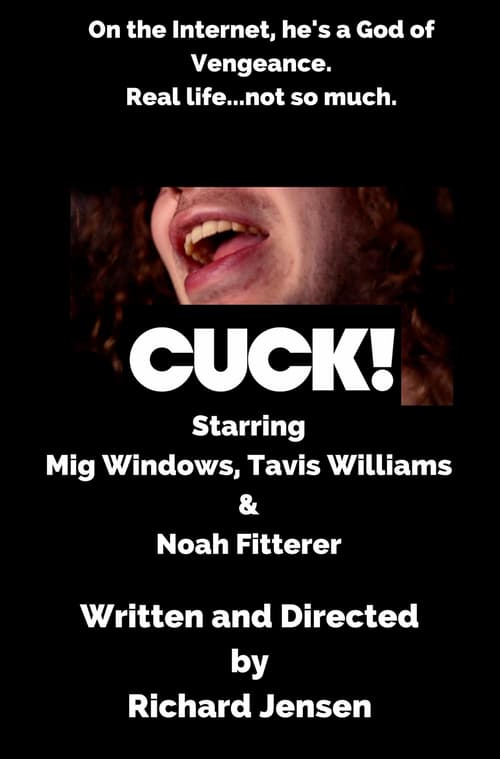 On the Internet, he's a God of
Vengeance.
Real life...not so much.
CUCK!
Starring
Mig Windows, Tavis Williams
&
Noah Fitterer
Written and Directed
by
Richard Jensen